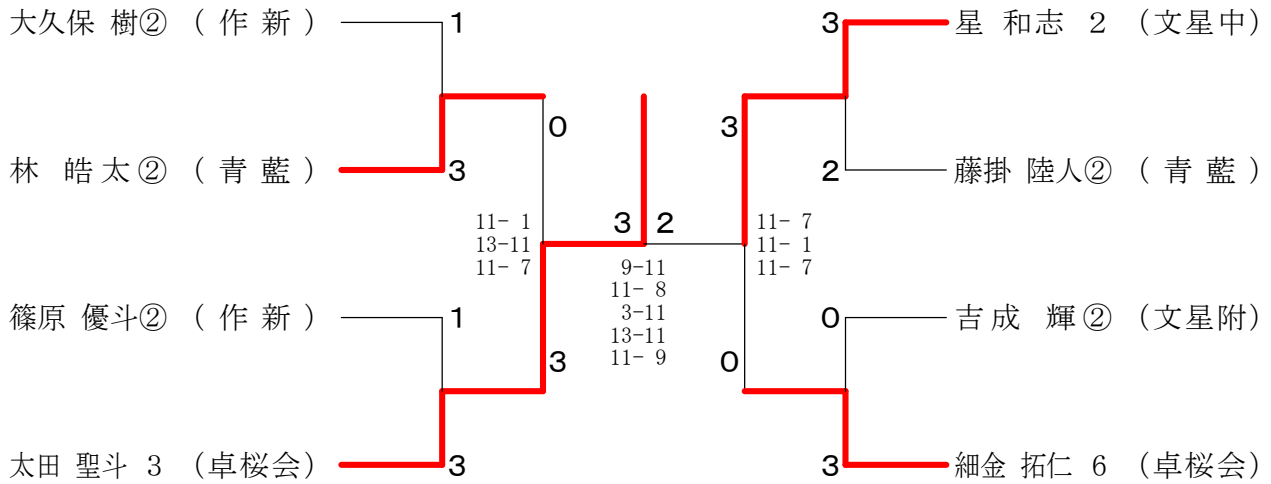 大久保 樹② (作新) 1
3 星 和志 2 (文星中)
0
3
林 皓太② (青藍) 3
2 藤掛 陸人② (青藍)
3 2
11- 1
13-11
11- 7
11- 7
11- 1
11- 7
9-11
11- 8
3-11
13-11
11- 9
篠原 優斗② (作新) 1
0 吉成 輝② (文星附)
3
0
太田 聖斗 3 (卓桜会) 3
3 細金 拓仁 6 (卓桜会)